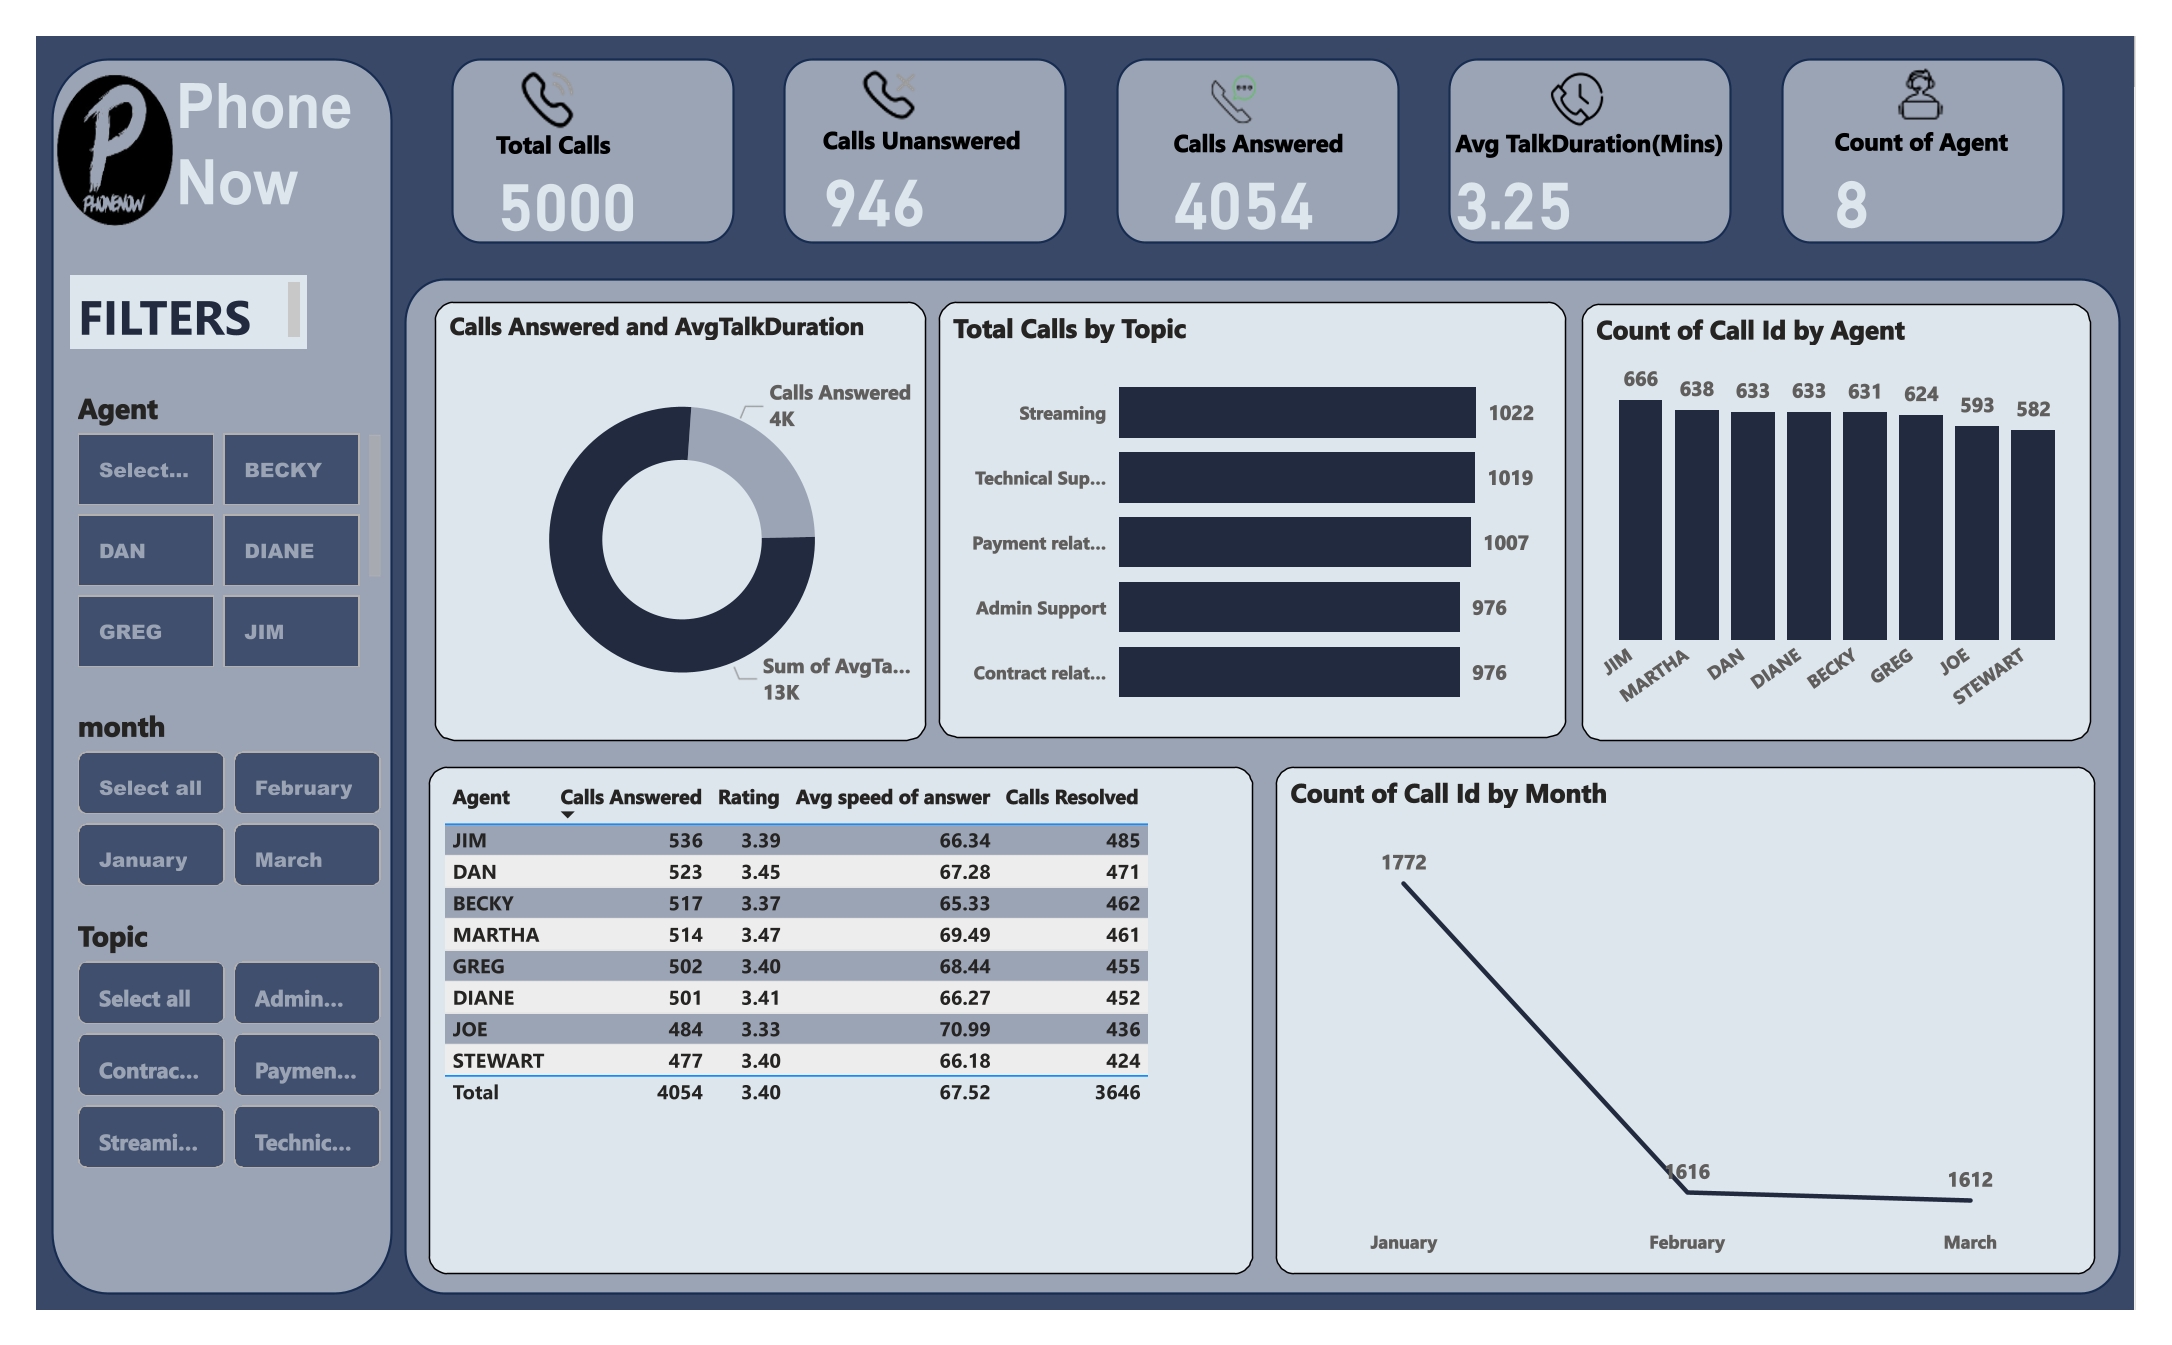 Phone
Now
P
PHONENOW
Total Calls
5000
Calls Unanswered
946
Calls Answered
4054
Avg TalkDuration(Mins)
3.25
Count of Agent
8
FILTERS
Agent
Select... BECKY
DAN DIANE
GREG JIM
month
Select all February
January March
Topic
Select all Admin...
Contrac... Paymen...
Streami... Technic...
Calls Answered and AvgTalkDuration
Calls Answered
4K
Sum of AvgTa...
13K
Total Calls by Topic
Streaming 1022
Technical Sup... 1019
Payment relat... 1007
Admin Support 976
Contract relat... 976
Count of Call Id by Agent
666 638 633 633 631 624 593 582
JIM MARTHA DAN DIANE BECKY GREG JOE STEWART
Agent Calls Answered Rating Avg speed of answer Calls Resolved
JIM 536 3.39 66.34 485
DAN 523 3.45 67.28 471
BECKY 517 3.37 65.33 462
MARTHA 514 3.47 69.49 461
GREG 502 3.40 68.44 455
DIANE 501 3.41 66.27 452
JOE 484 3.33 70.99 436
STEWART 477 3.40 66.18 424
Total 4054 3.40 67.52 3646
Count of Call Id by Month
1772
1616
1612
January February March